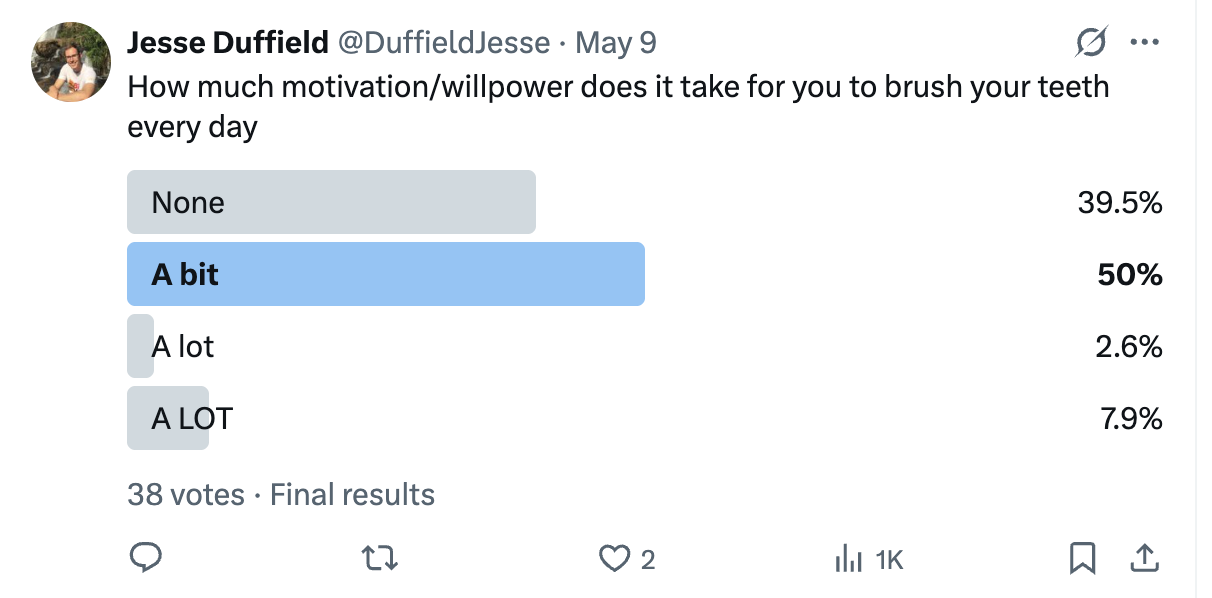 Jesse Duffield @DuffieldJesse · May 9
How much motivation/willpower does it take for you to brush your teeth
every day
None 39.5%
A bit 50%
A lot 2.6%
A LOT 7.9%
38 votes · Final results
2 1K